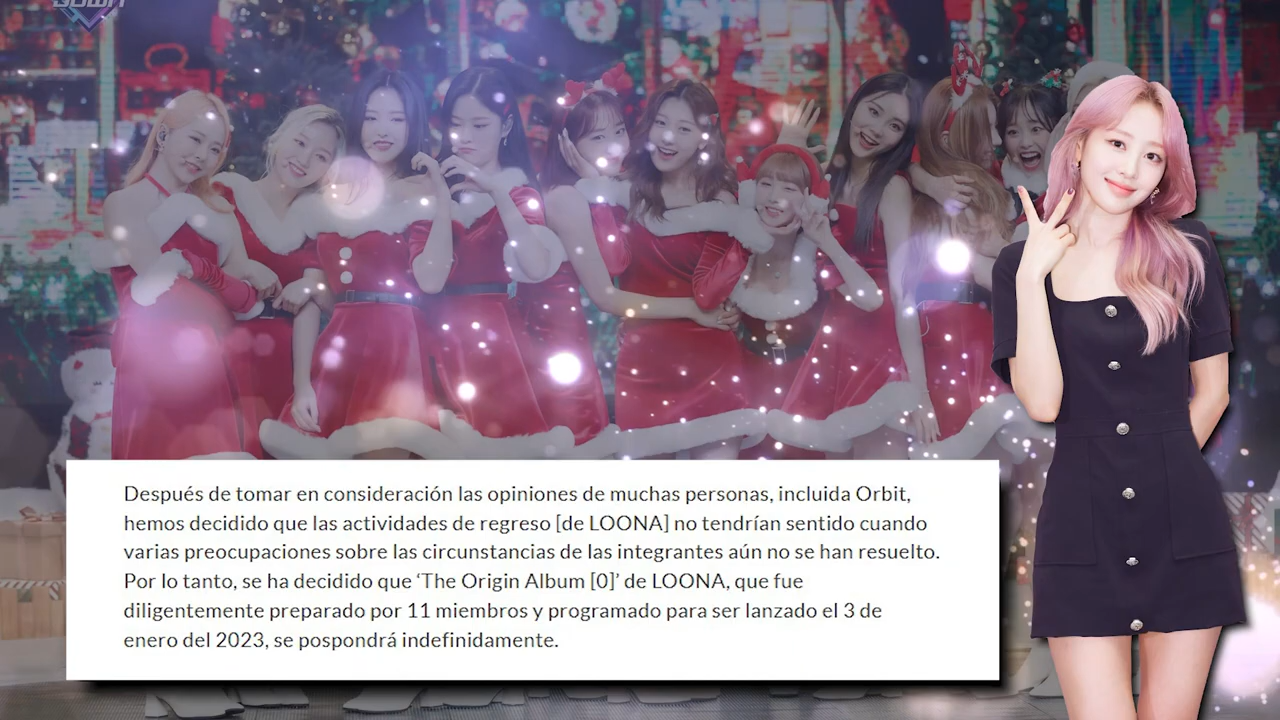 Después de tomar en consideración las opiniones de muchas personas, incluida Orbit,
hemos decidido que las actividades de regreso [de LOONA] no tendrían sentido cuando
varias preocupaciones sobre las circunstancias de las integrantes aún no se han resuelto.
Por lo tanto, se ha decidido que ‘The Origin Album [0]’ de LOONA, que fue
diligentemente preparado por 11 miembros y programado para ser lanzado el 3 de
enero del 2023, se pospondrá indefinidamente.